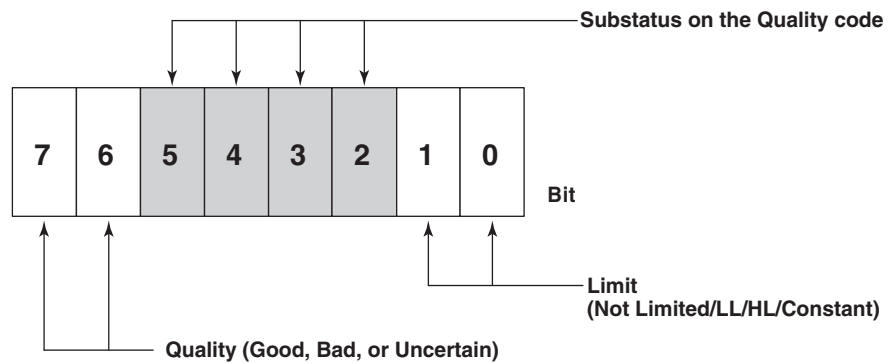 Substatus on the Quality code
7 6 5 4 3 2 1 0
Bit
Limit
(Not Limited/LL/HL/Constant)
Quality (Good, Bad, or Uncertain)